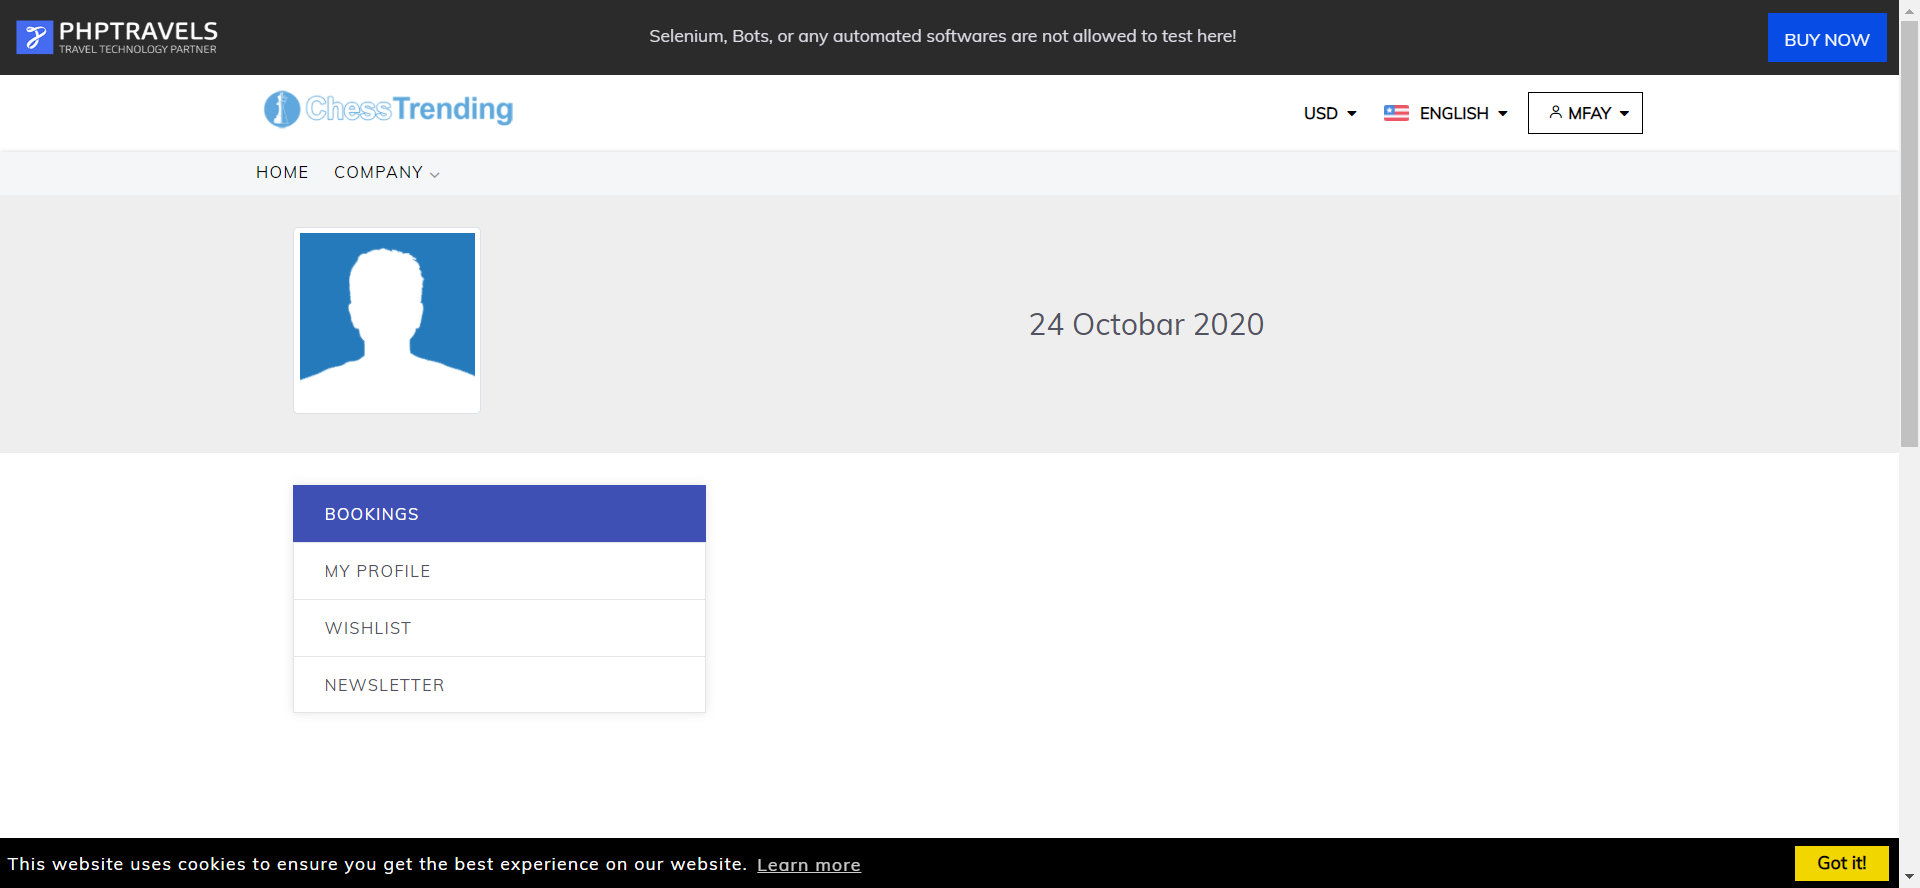 PHPTRAVELS
TRAVEL TECHNOLOGY PARTNER
Selenium, Bots, or any automated softwares are not allowed to test here!
BUY NOW
ChessTrending
USD
ENGLISH
MFAY
HOME
COMPANY
24 Octobar 2020
BOOKINGS
MY PROFILE
WISHLIST
NEWSLETTER
This website uses cookies to ensure you get the best experience on our website. Learn more
Got it!